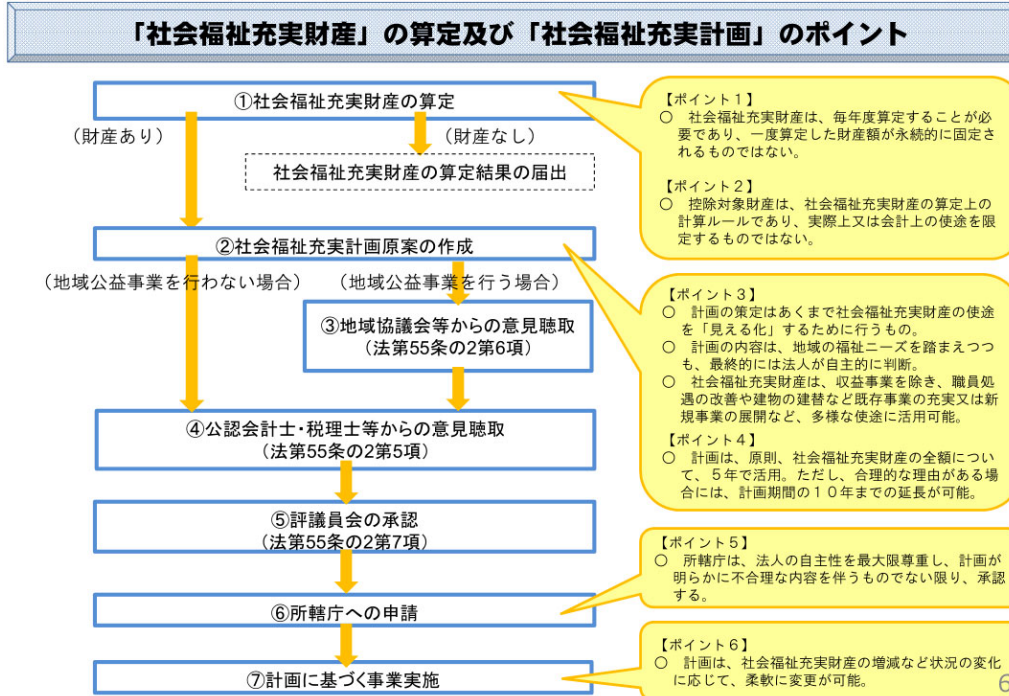 「社会福祉充実財産」の算定及び「社会福祉充実計画」のポイント
①社会福祉充実財産の算定
（財産あり）
（財産なし）
社会福祉充実財産の算定結果の届出
②社会福祉充実計画原案の作成
（地域公益事業を行わない場合）
（地域公益事業を行う場合）
③地域協議会等からの意見聴取
（法第55条の2第6項）
④公認会計士・税理士等からの意見聴取
（法第55条の2第5項）
⑤評議員会の承認
（法第55条の2第7項）
⑥所轄庁への申請
⑦計画に基づく事業実施
【ポイント１】
○　社会福祉充実財産は、毎年度算定することが必
要であり、一度算定した財産額が永続的に固定さ
れるものではない。
【ポイント２】
○　控除対象財産は、社会福祉充実財産の算定上の
計算ルールであり、実際上又は会計上の使途を限
定するものではない。
【ポイント３】
○　計画の策定はあくまで社会福祉充実財産の使途
を「見える化」するために行うもの。
○　計画の内容は、地域の福祉ニーズを踏まえつつ
も、最終的には法人が自主的に判断。
○　社会福祉充実財産は、収益事業を除き、職員処
遇の改善や建物の建替など既存事業の充実又は新
規事業の展開など、多様な使途に活用可能。
【ポイント４】
○　計画は、原則、社会福祉充実財産の全額につい
て、５年で活用。ただし、合理的な理由がある場
合には、計画期間の１０年までの延長が可能。
【ポイント５】
○　所轄庁は、法人の自主性を最大限尊重し、計画が
明らかに不合理な内容を伴うものでない限り、承認
する。
【ポイント６】
○　計画は、社会福祉充実財産の増減など状況の変化
に応じて、柔軟に変更が可能。
6